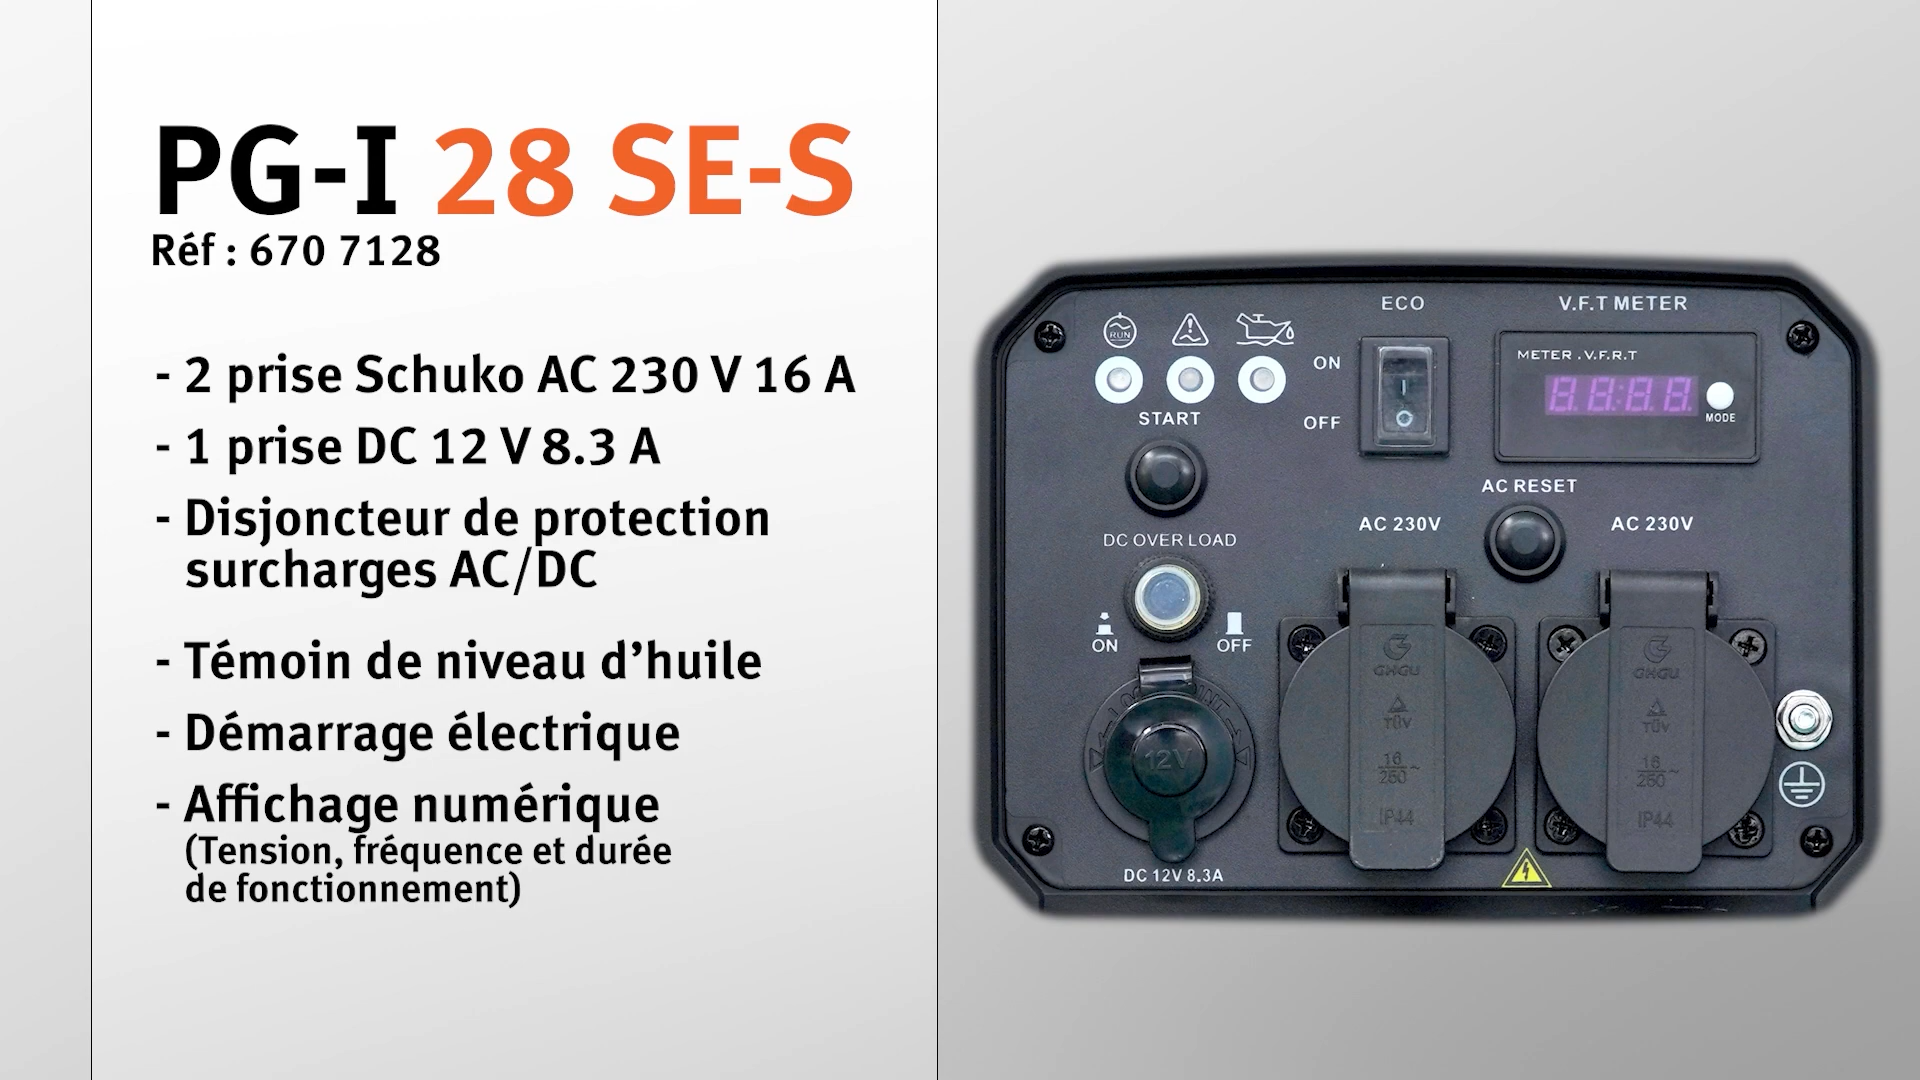 PG-I 28 SE-S
Réf : 670 7128
- 2 prise Schuko AC 230 V 16 A
- 1 prise DC 12 V 8.3 A
- Disjoncteur de protection
surcharges AC/DC
- Témoin de niveau d’huile
- Démarrage électrique
- Affichage numérique
(Tension, fréquence et durée
de fonctionnement)
ECO
V.F.T METER
RUN
METER .V.F.R.T
ON
MODE
START
OFF
AC RESET
AC 230V
AC 230V
DC OVER LOAD
ON
OFF
GHGU
GHGU
TÜV
TÜV
12V
16
250~
16
250~
IP44
IP44
DC 12V 8.3A